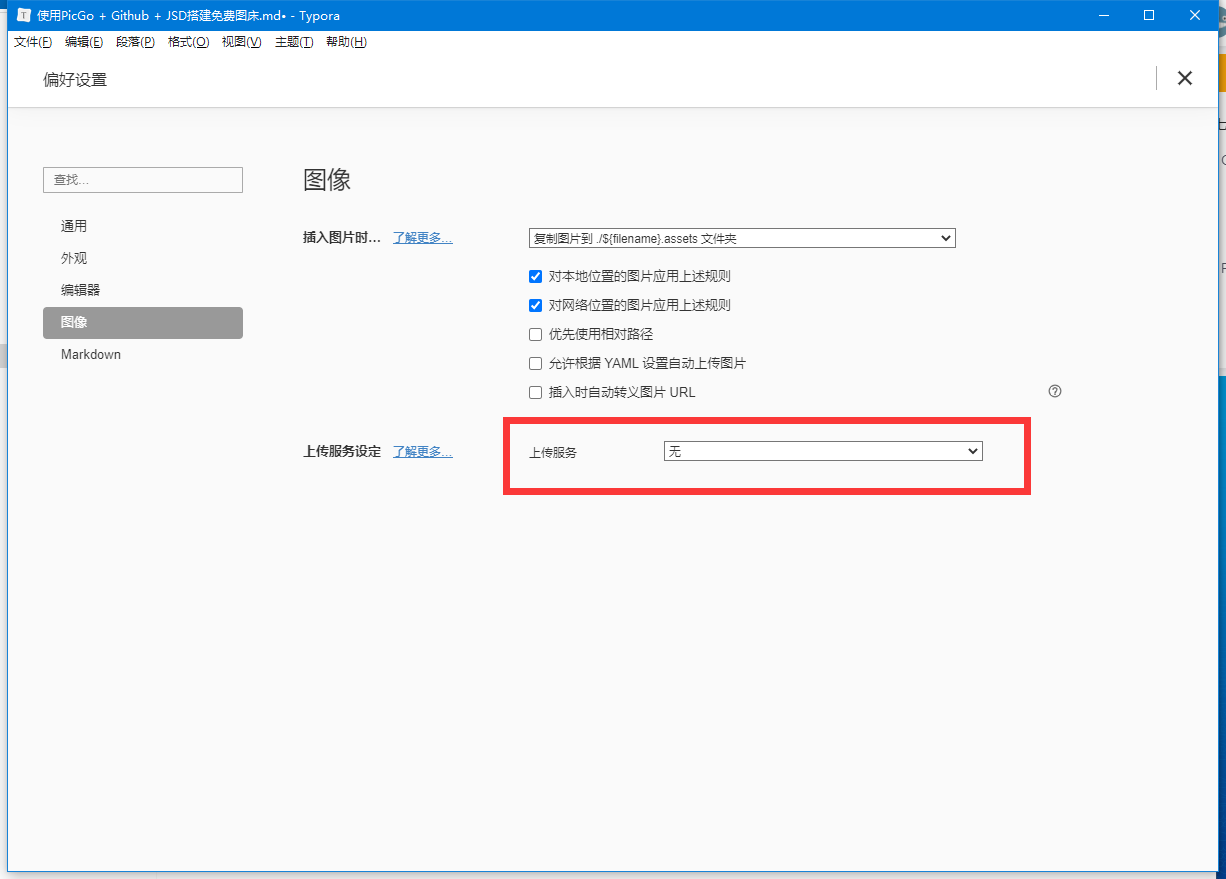 使用PicGo + Github + JSD搭建免费图床.md• - Typora
文件(F) 编辑(E) 段落(P) 格式(O) 视图(V) 主题(T) 帮助(H)
偏好设置
查找...
通用
外观
编辑器
图像
Markdown
图像
插入图片时... 了解更多... 复制图片到 ./${filename}.assets 文件夹
对本地位置的图片应用上述规则
对网络位置的图片应用上述规则
优先使用相对路径
允许根据 YAML 设置自动上传图片
插入时自动转义图片 URL
上传服务设定 了解更多... 上传服务 无